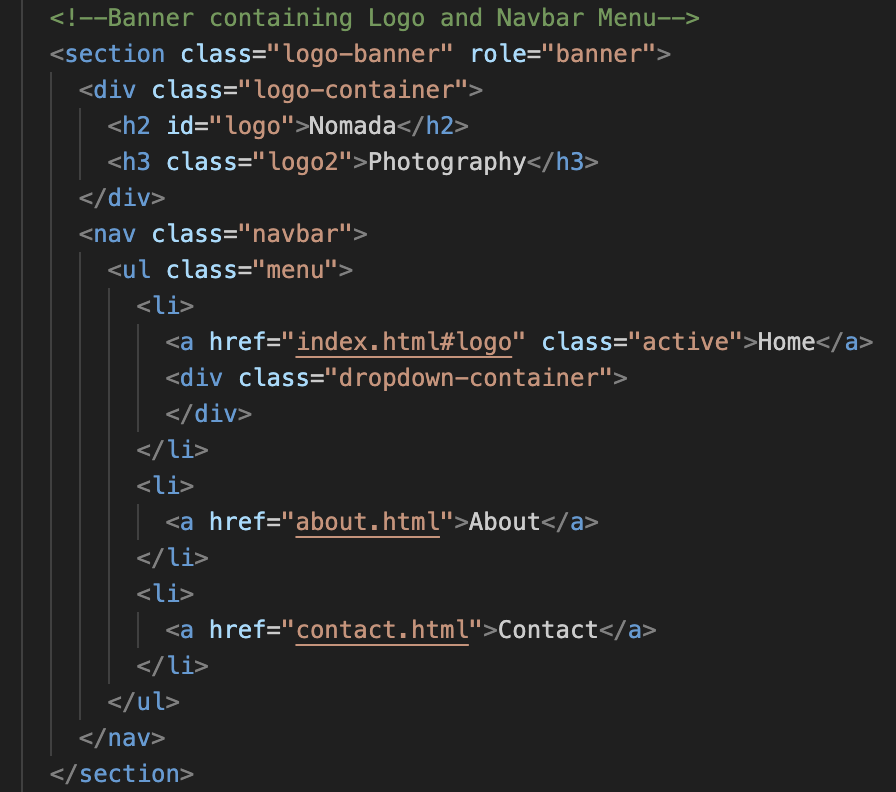 <!--Banner containing Logo and Navbar Menu-->
<section class="logo-banner" role="banner">
<div class="logo-container">
<h2 id="logo">Nomada</h2>
<h3 class="logo2">Photography</h3>
</div>
<nav class="navbar">
<ul class="menu">
<li>
<a href="index.html#logo" class="active">Home</a>
<div class="dropdown-container">
</div>
</li>
<li>
<a href="about.html">About</a>
</li>
<li>
<a href="contact.html">Contact</a>
</li>
</ul>
</nav>
</section>